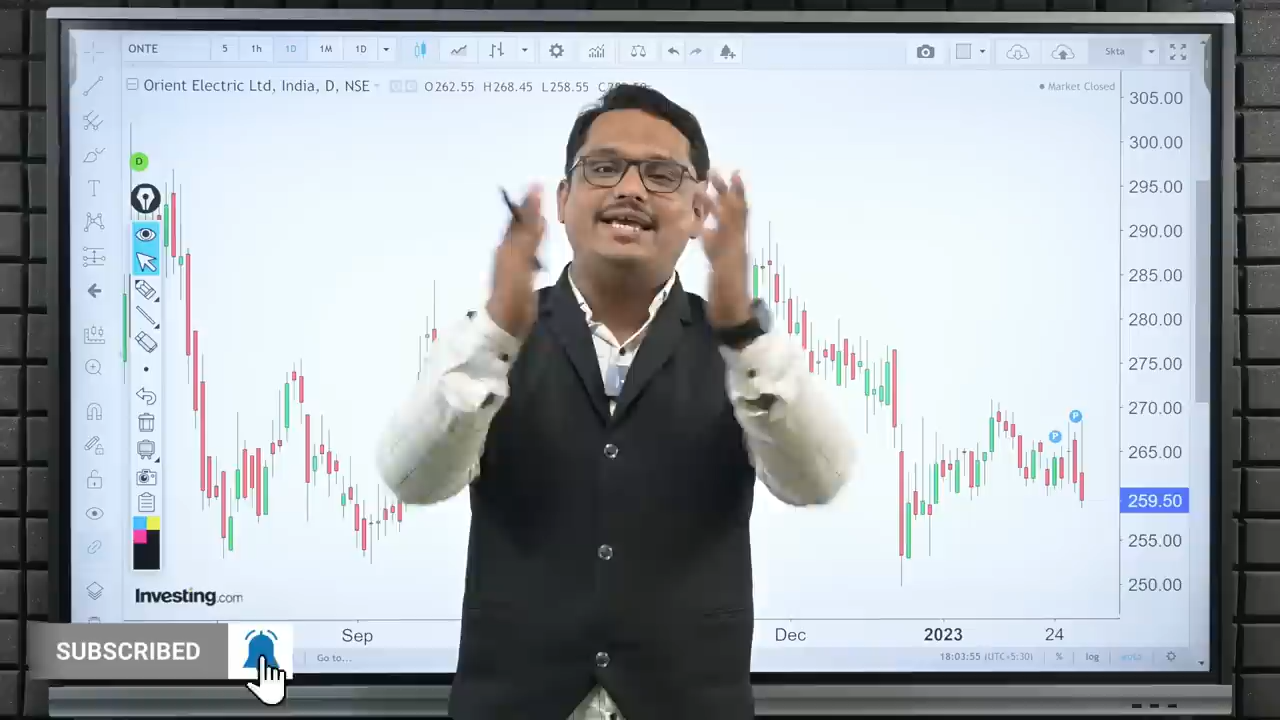 ONTE 5 1h 1D 1M 1D 5kta
Orient Electric Ltd, India, D, NSE O262.55 H268.45 L258.55
Market Closed
305.00
300.00
D
295.00
290.00
285.00
280.00
275.00
270.00
P
P
265.00
259.50
255.00
250.00
Investing.com
Sep Dec 2023 24
SUBSCRIBED
Go to... 18:03:55 (UTC+5:30) % log auto